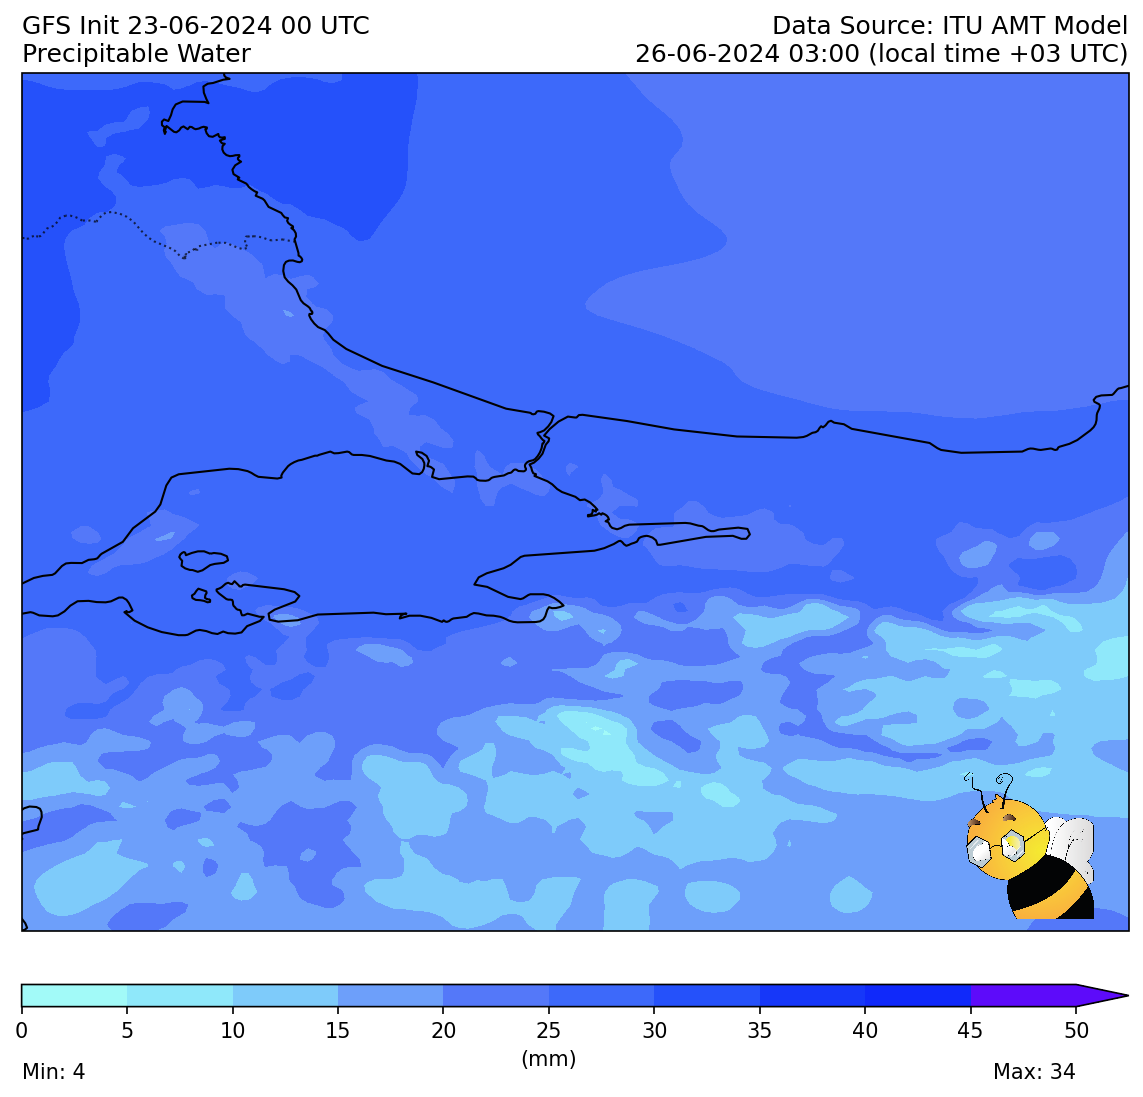 GFS Init 23-06-2024 00 UTC
Data Source: ITU AMT Model
Precipitable Water
26-06-2024 03:00 (local time +03 UTC)
0 5 10 15 20 25 30 35 40 45 50
(mm)
Min: 4
Max: 34